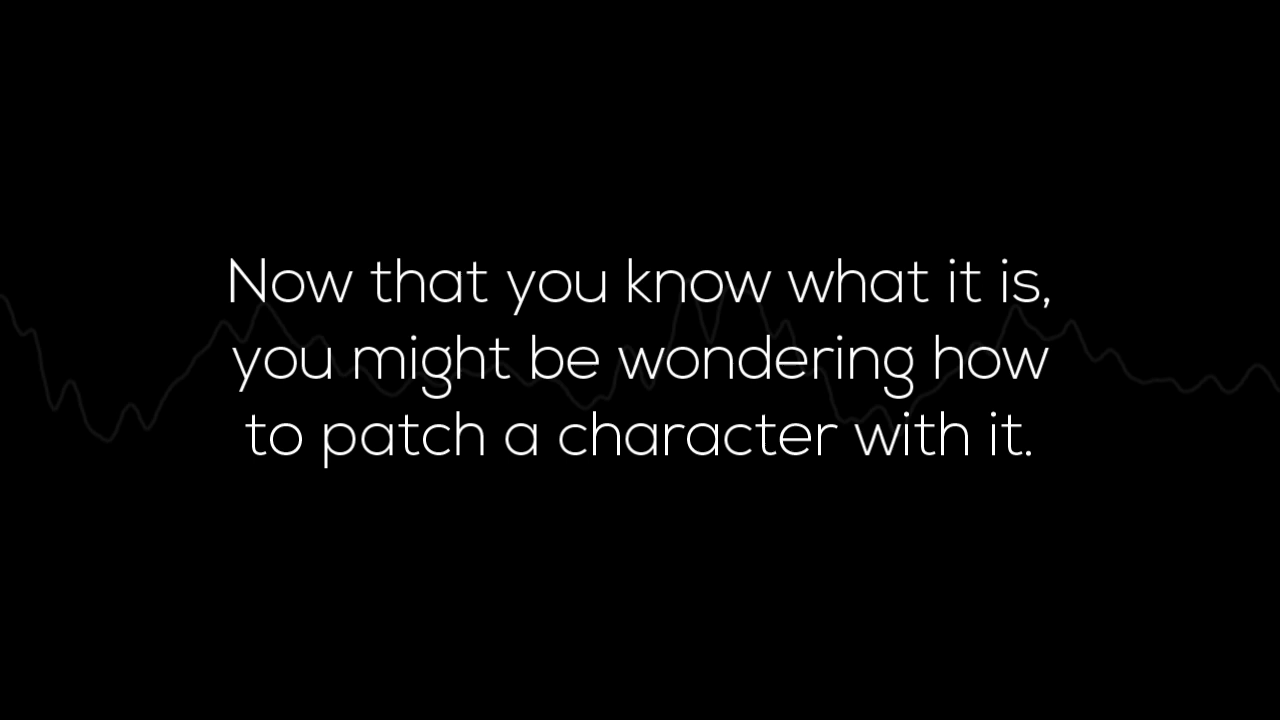 Now that you know what it is,
you might be wondering how
to patch a character with it.